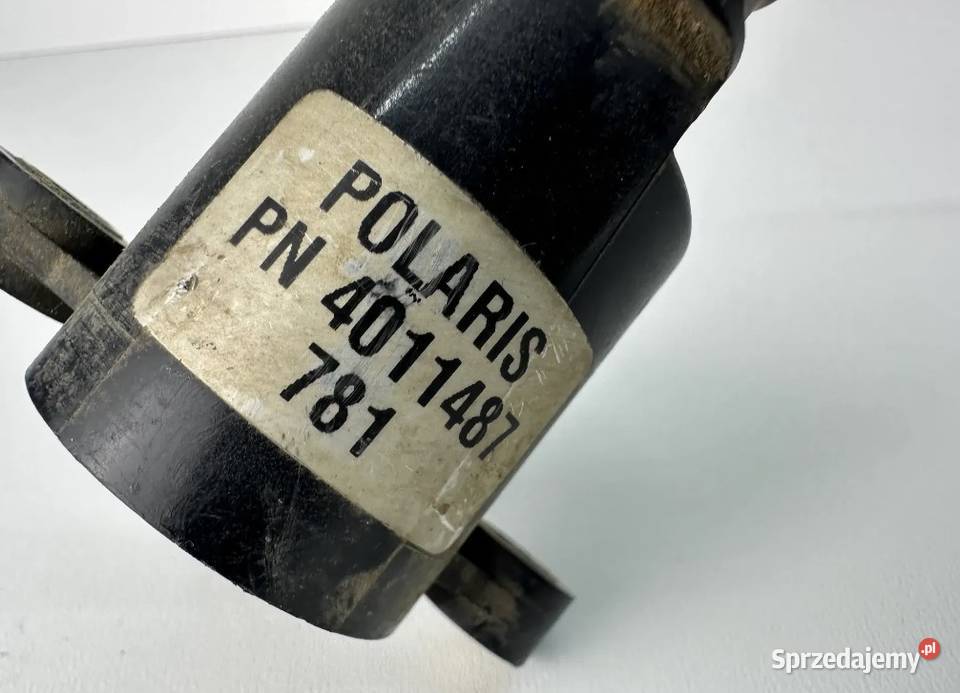 POLARIS
PN 4011487
781
Sprzedajemy.pl